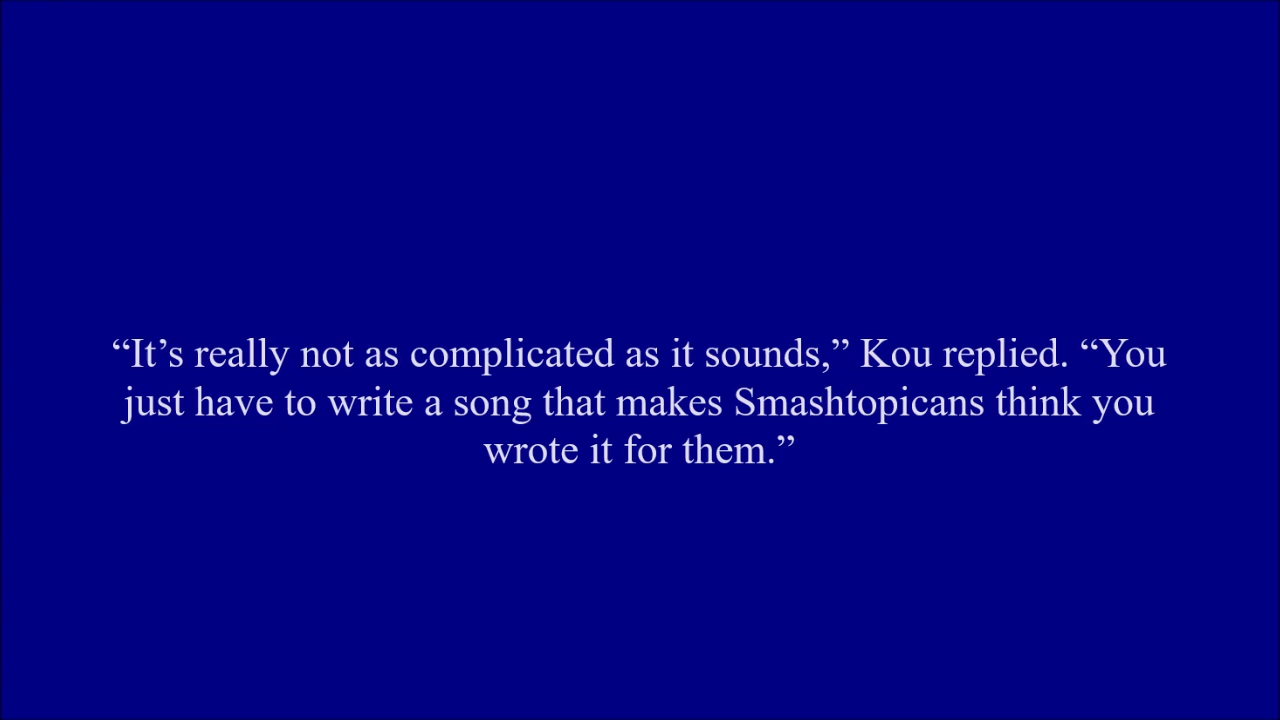 “It’s really not as complicated as it sounds,” Kou replied. “You
just have to write a song that makes Smashtopicans think you
wrote it for them.”